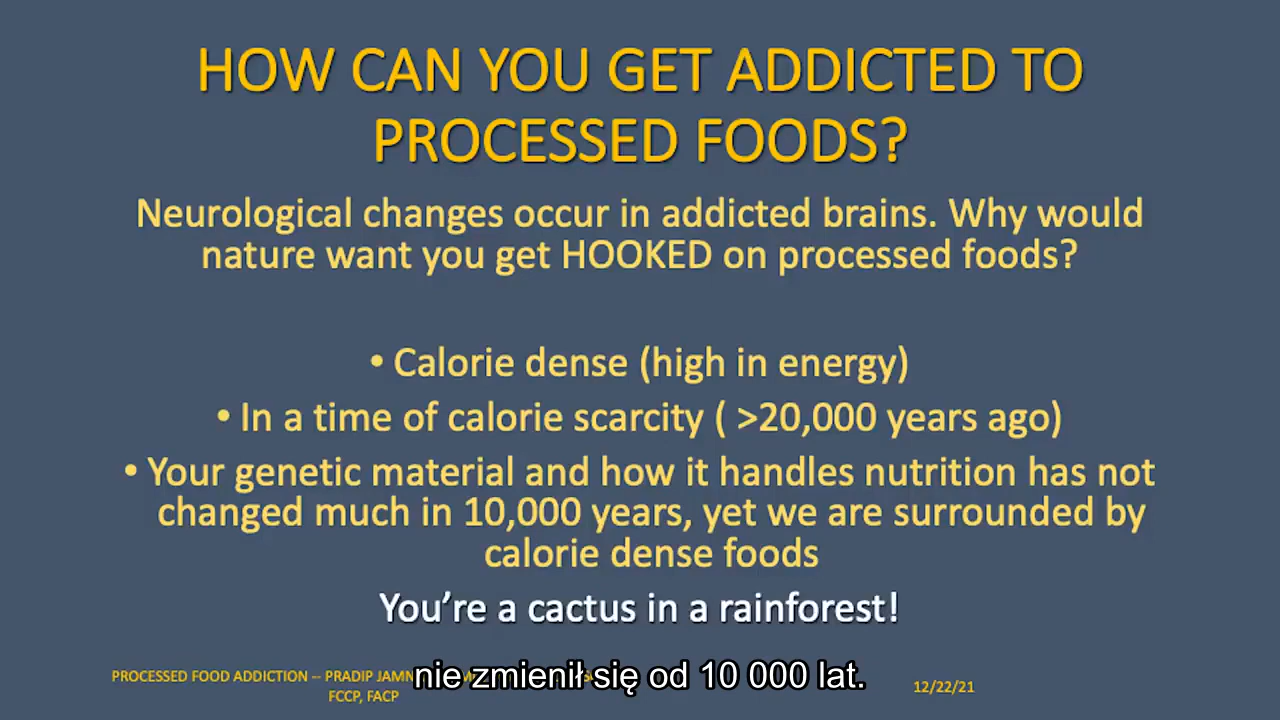 HOW CAN YOU GET ADDICTED TO
PROCESSED FOODS?
Neurological changes occur in addicted brains. Why would
nature want you get HOOKED on processed foods?
• Calorie dense (high in energy)
• In a time of calorie scarcity ( >20,000 years ago)
• Your genetic material and how it handles nutrition has not
changed much in 10,000 years, yet we are surrounded by
calorie dense foods
You're a cactus in a rainforest!
PROCESSED FOOD ADDICTION -- PRADIP
FCCP, FACP
nie zmienił się od 10 000 lat.
12/22/21